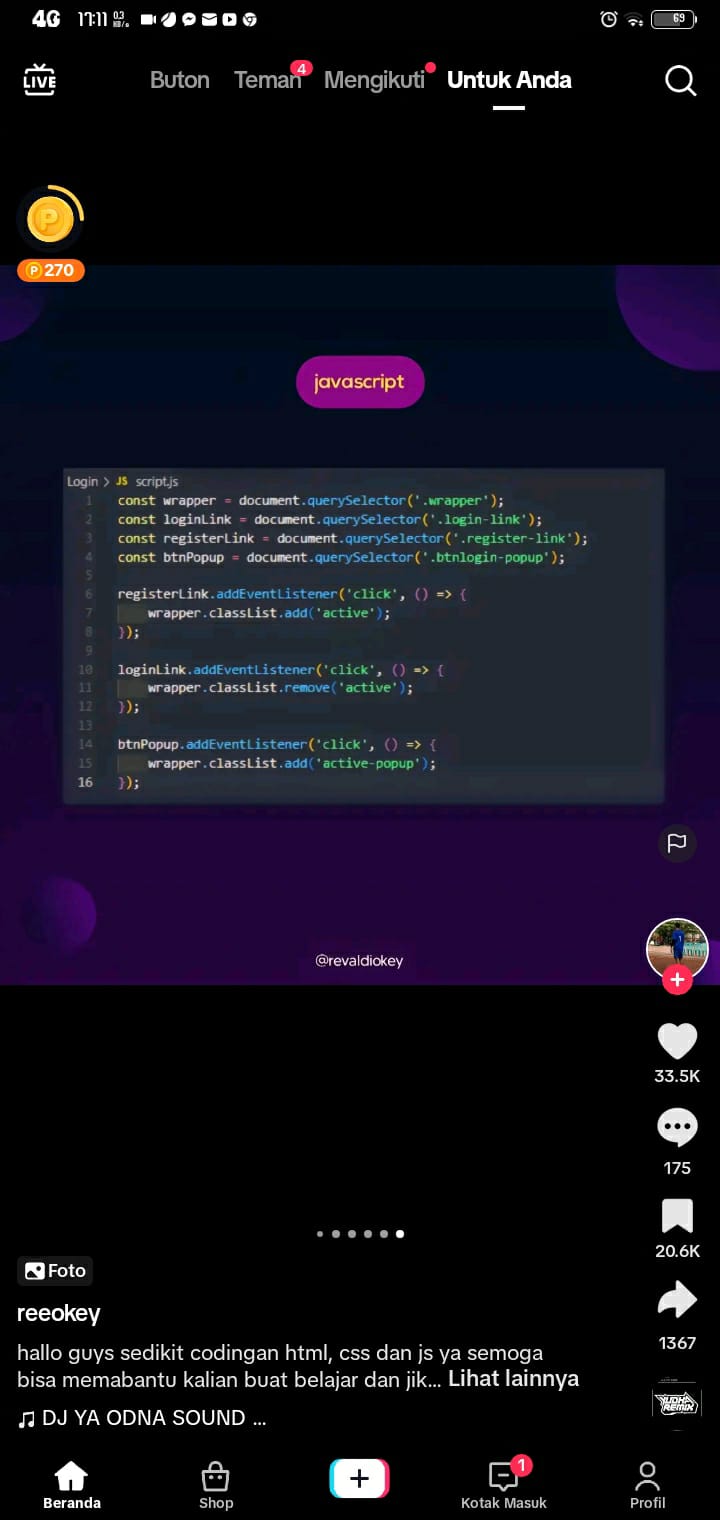 4G 17:11 0.3 KB/s 69
LIVE Buton Teman 4 Mengikuti Untuk Anda
P
P 270
javascript
Login > JS script.js
1 const wrapper = document.querySelector('.wrapper');
2 const loginLink = document.querySelector('.login-link');
3 const registerLink = document.querySelector('.register-link');
4 const btnPopup = document.querySelector('.btnlogin-popup');
5
6 registerLink.addEventListener('click', () => {
7 wrapper.classList.add('active');
8 });
9
10 loginLink.addEventListener('click', () => {
11 wrapper.classList.remove('active');
12 });
13
14 btnPopup.addEventListener('click', () => {
15 wrapper.classList.add('active-popup');
16 });
@revaldiokey
33.5K
175
20.6K
1367
Foto
reeokey
hallo guys sedikit codingan html, css dan js ya semoga
bisa memabantu kalian buat belajar dan jik... Lihat lainnya
DJ YA ODNA SOUND ...
YUDHA
REMIX
1
Beranda Shop Kotak Masuk Profil